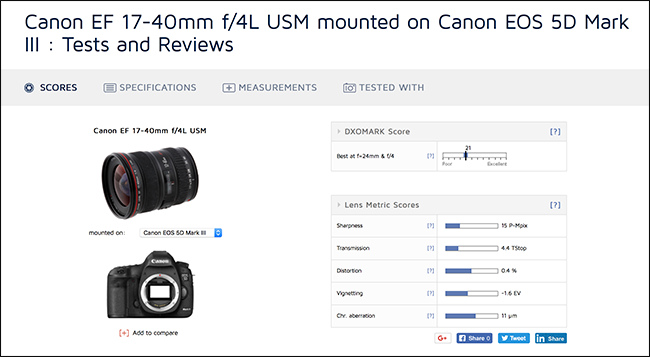 Canon EF 17-40mm f/4L USM mounted on Canon EOS 5D Mark
III : Tests and Reviews
SCORES
SPECIFICATIONS
MEASUREMENTS
TESTED WITH
Canon EF 17-40mm f/4L USM
mounted on: Canon EOS 5D Mark III
Canon
[+] Add to compare
DXOMARK Score [?]
Best at f=24mm & f/4 [?] 21
Poor Excellent
Lens Metric Scores [?]
Sharpness [?] 15 P-Mpix
Transmission [?] 4.4 TStop
Distortion [?] 0.4 %
Vignetting [?] -1.6 EV
Chr. aberration [?] 11 µm
G+ Share 0 Tweet Share